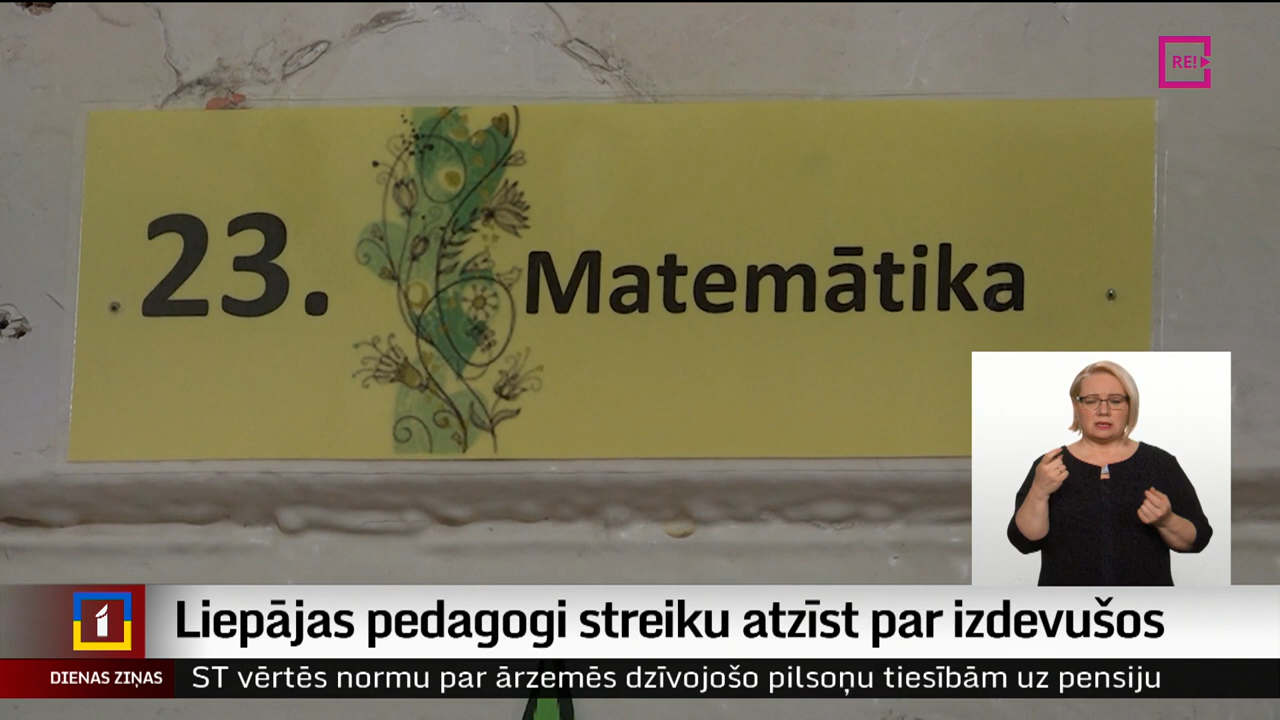 RE!
23. Matemātika
1
Liepājas pedagogi streiku atzīst par izdevušos
DIENAS ZIŅAS
ST vērtēs normu par ārzemēs dzīvojošo pilsoņu tiesībām uz pensiju